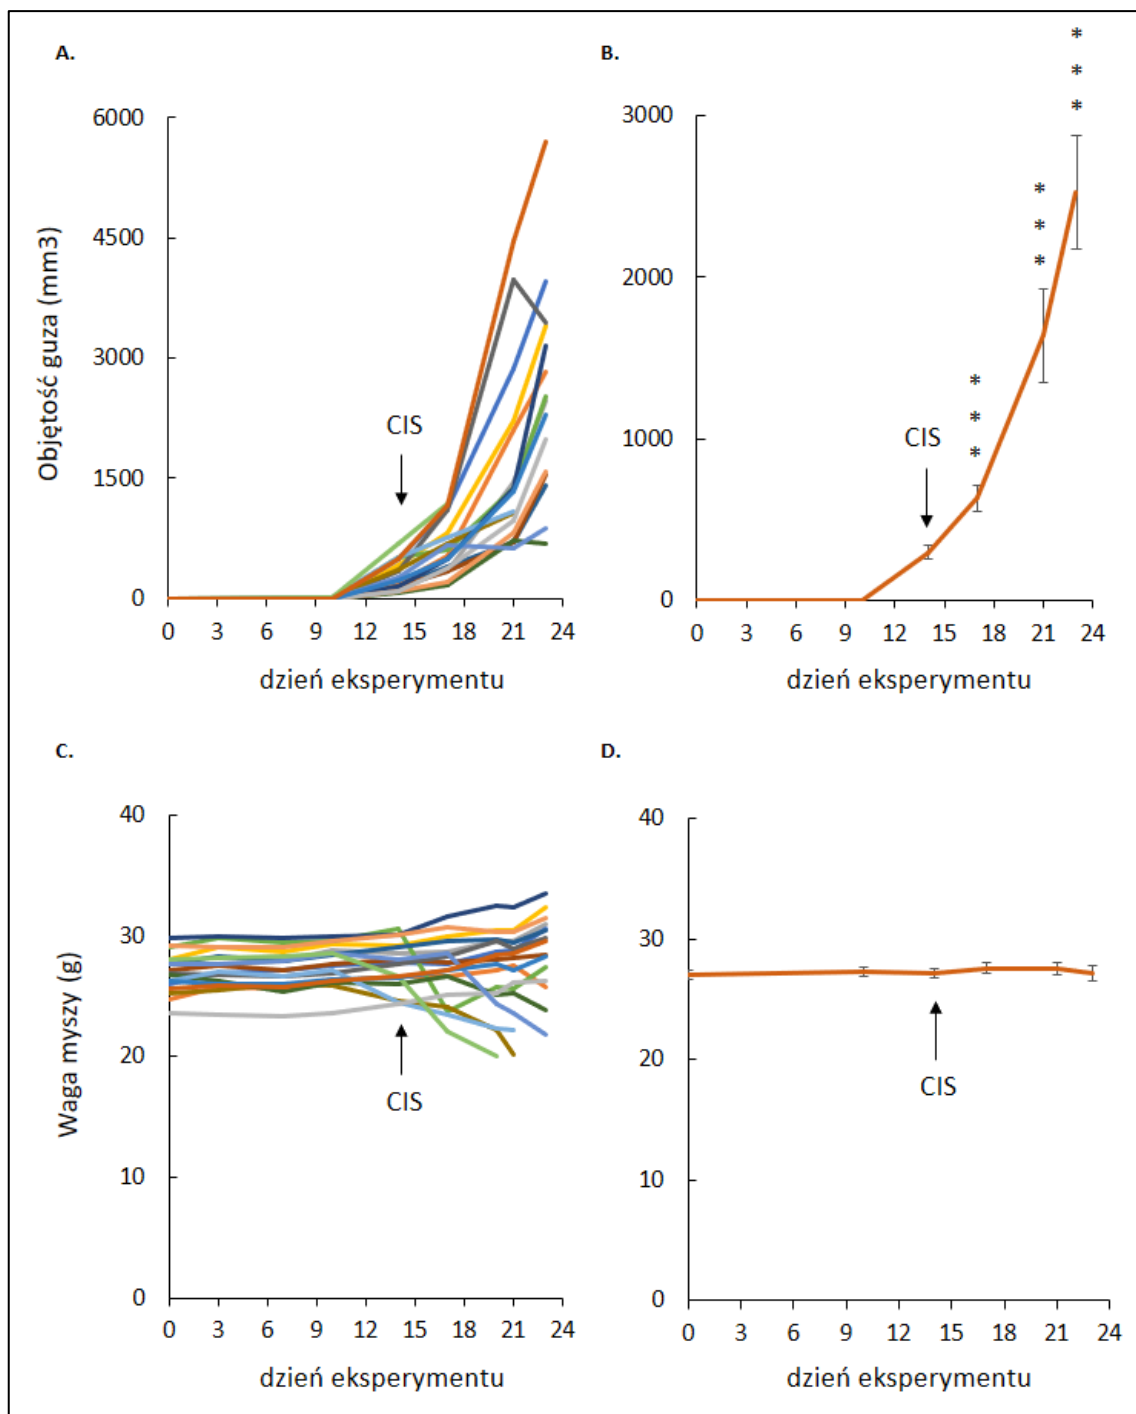 A.
6000
4500
3000
1500
0
Objętość guza (mm3)
CIS
0 3 6 9 12 15 18 21 24
dzień eksperymentu
B.
3000
2000
1000
0
CIS
* * *
* * *
* * *
0 3 6 9 12 15 18 21 24
dzień eksperymentu
C.
40
30
20
10
0
Waga myszy (g)
CIS
0 3 6 9 12 15 18 21 24
dzień eksperymentu
D.
40
30
20
10
0
CIS
0 3 6 9 12 15 18 21 24
dzień eksperymentu